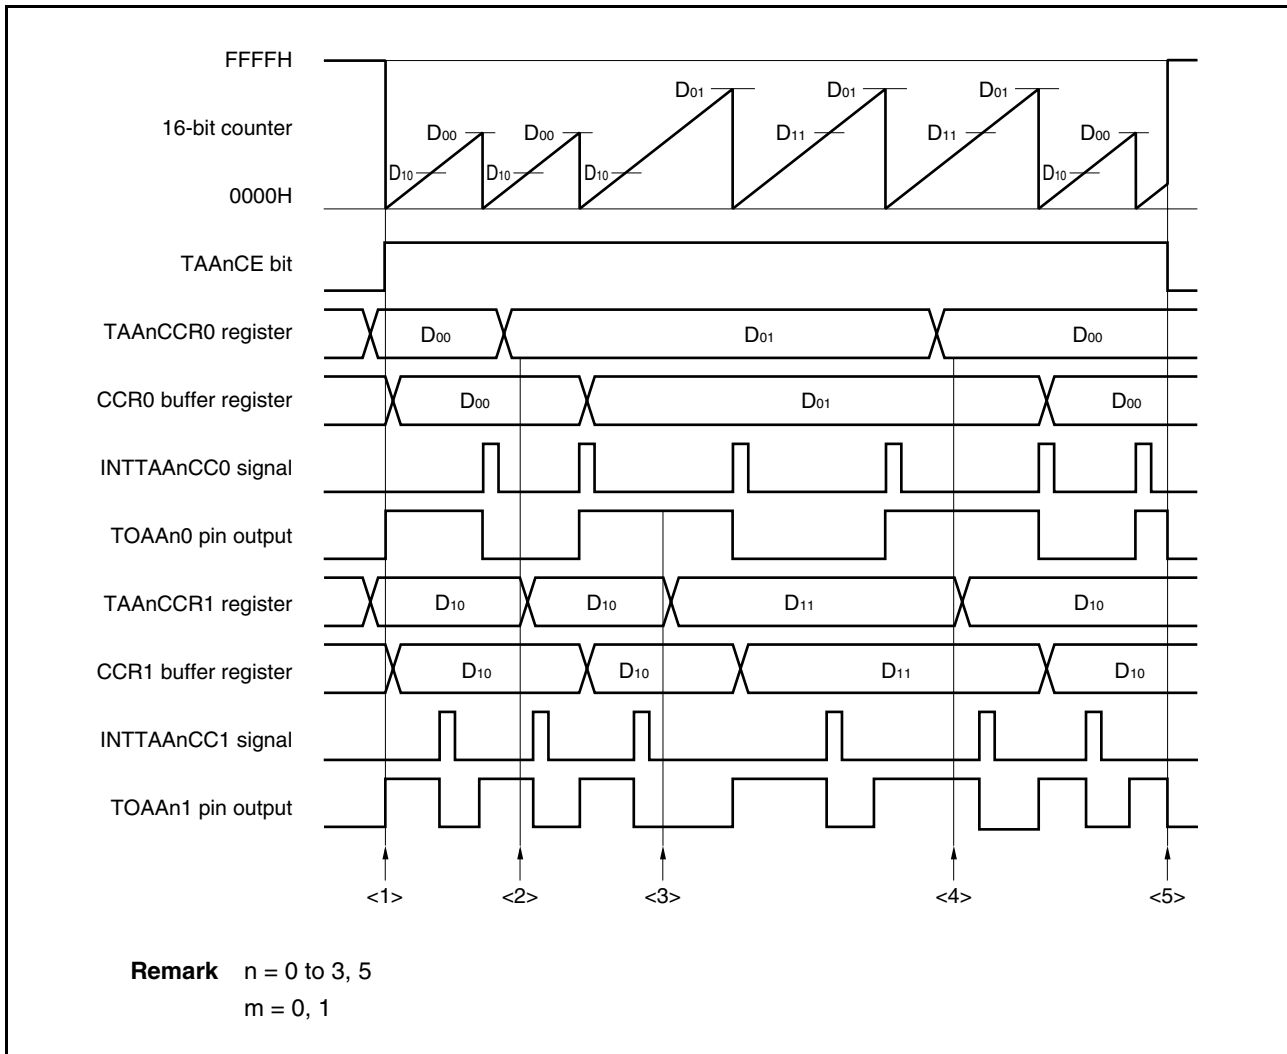 FFFFH
D01 D01 D01
16-bit counter
D00 D00 D11 D11 D00
D10 D10 D10 D10
0000H
TAAnCE bit
TAAnCCR0 register
D00 D01 D00
CCR0 buffer register
D00 D01 D00
INTTAAnCC0 signal
TOAAn0 pin output
TAAnCCR1 register
D10 D10 D11 D10
CCR1 buffer register
D10 D10 D11 D10
INTTAAnCC1 signal
TOAAn1 pin output
<1> <2> <3> <4> <5>
Remark n = 0 to 3, 5
m = 0, 1